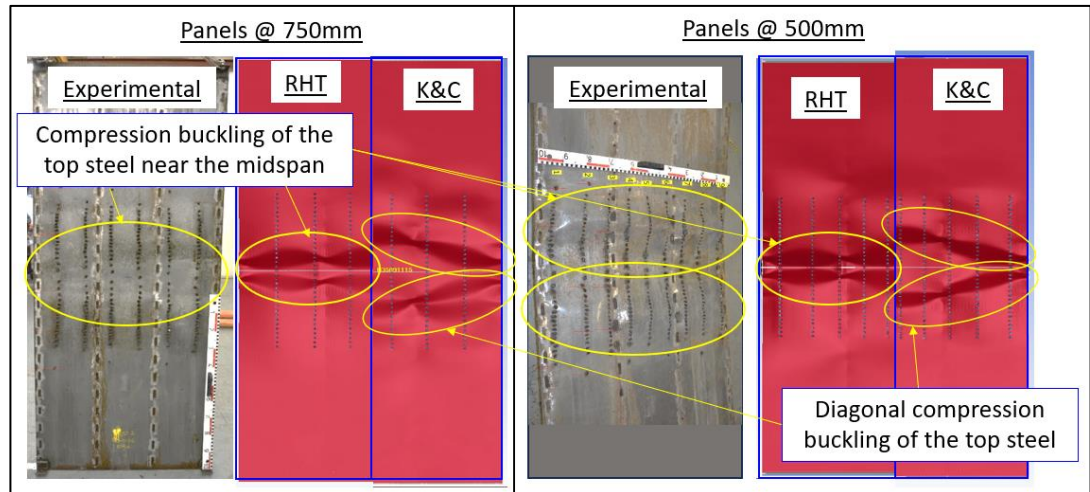 Panels @ 750mm
Experimental
RHT
K&C
Compression buckling of the
top steel near the midspan
Panels @ 500mm
Experimental
RHT
K&C
Diagonal compression
buckling of the top steel